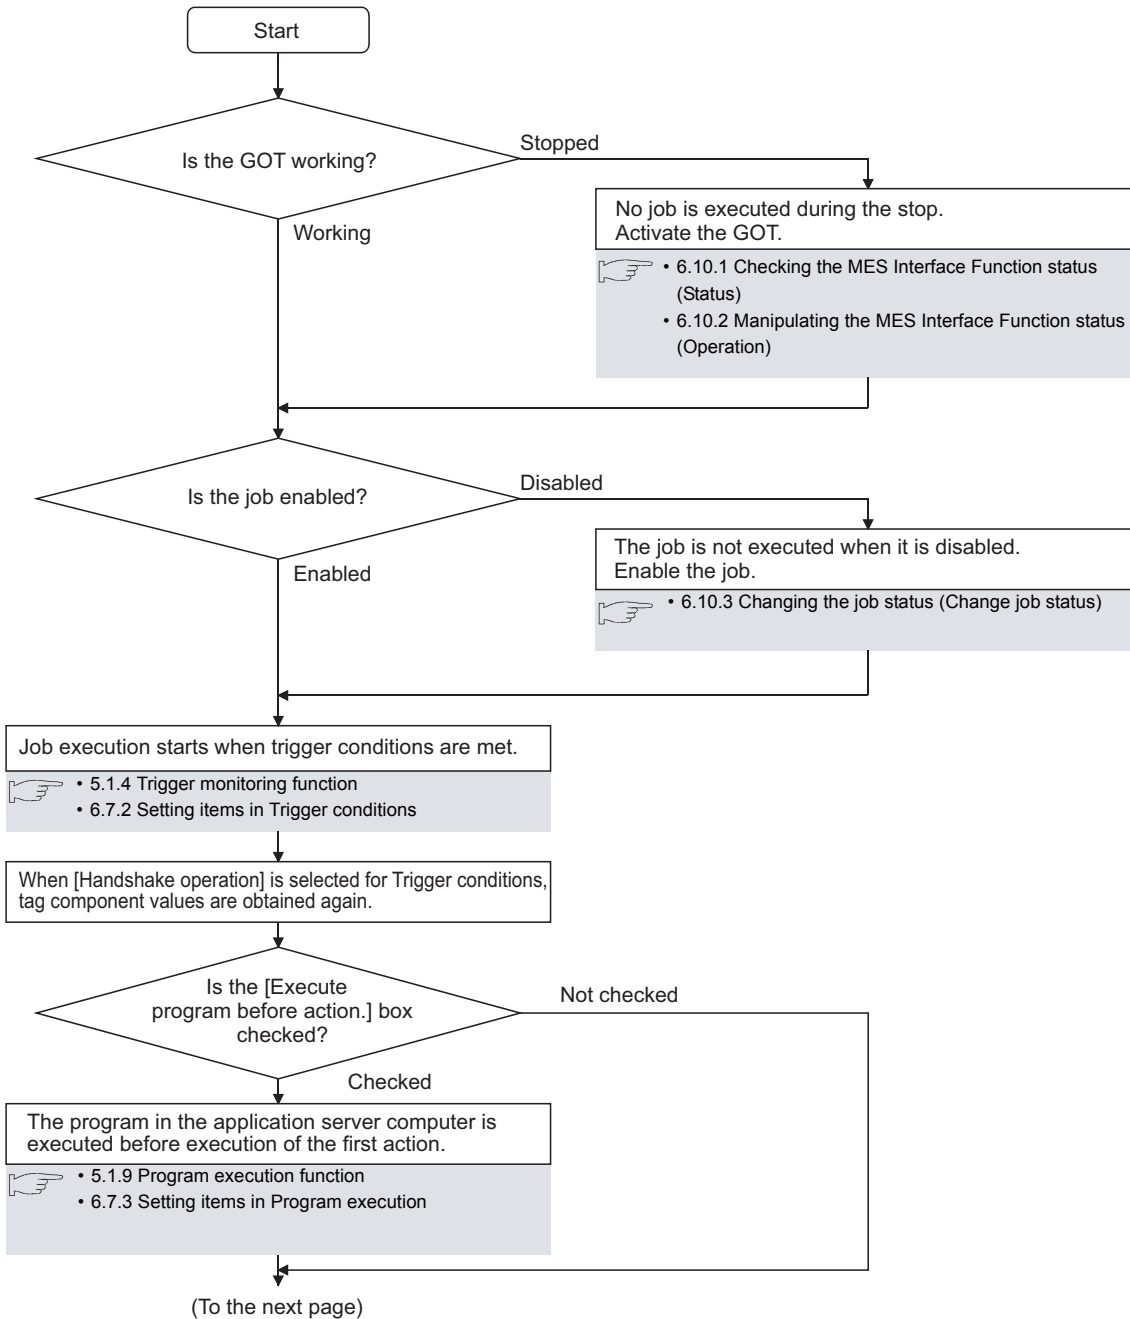 Start
Is the GOT working?
Stopped
Working
No job is executed during the stop.
Activate the GOT.
• 6.10.1 Checking the MES Interface Function status
(Status)
• 6.10.2 Manipulating the MES Interface Function status
(Operation)
Is the job enabled?
Disabled
Enabled
The job is not executed when it is disabled.
Enable the job.
• 6.10.3 Changing the job status (Change job status)
Job execution starts when trigger conditions are met.
• 5.1.4 Trigger monitoring function
• 6.7.2 Setting items in Trigger conditions
When [Handshake operation] is selected for Trigger conditions,
tag component values are obtained again.
Is the [Execute
program before action.] box
checked?
Not checked
Checked
The program in the application server computer is
executed before execution of the first action.
• 5.1.9 Program execution function
• 6.7.3 Setting items in Program execution
(To the next page)